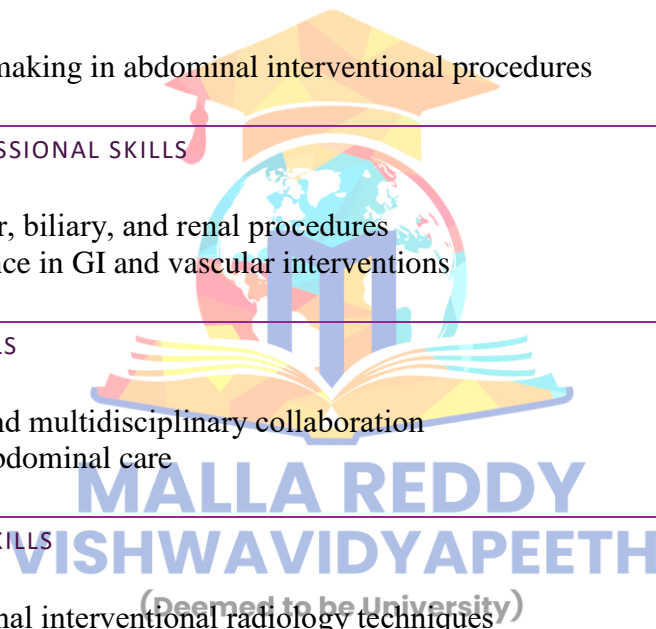 making in abdominal interventional procedures
SSIONAL SKILLS
r, biliary, and renal procedures
nce in GI and vascular interventions
LS
nd multidisciplinary collaboration
bdominal care
MALLA REDDY
KILLS
VISHWAVIDYAPEETH
(Deemed to be University)
nal interventional radiology techniques